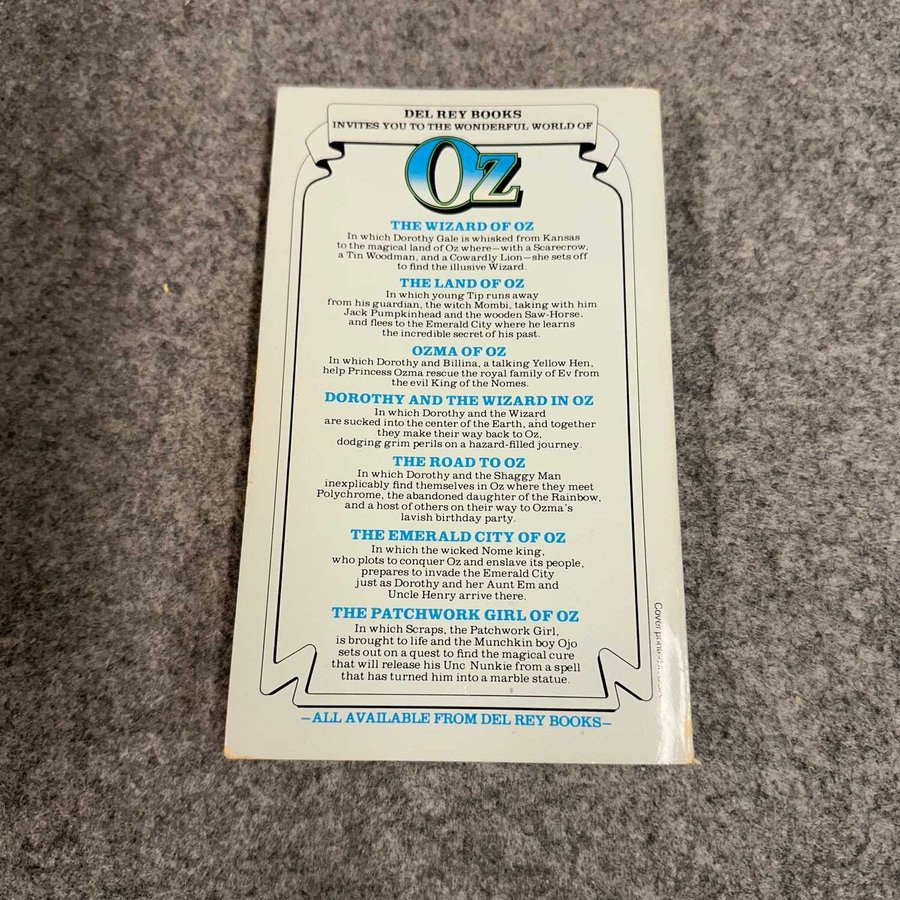 DEL REY BOOKS
INVITES YOU TO THE WONDERFUL WORLD OF
Oz
THE WIZARD OF OZ
In which Dorothy Gale is whisked from Kansas
to the magical land of Oz where—with a Scarecrow,
a Tin Woodman, and a Cowardly Lion—she sets off
to find the illusive Wizard.
THE LAND OF OZ
In which young Tip runs away
from his guardian, the witch Mombi, taking with him
Jack Pumpkinhead and the wooden Saw-Horse,
and flees to the Emerald City where he learns
the incredible secret of his past.
OZMA OF OZ
In which Dorothy and Billina, a talking Yellow Hen,
help Princess Ozma rescue the royal family of Ev from
the evil King of the Nomes.
DOROTHY AND THE WIZARD IN OZ
In which Dorothy and the Wizard
are sucked into the center of the Earth, and together
they make their way back to Oz,
dodging grim perils on a hazard-filled journey.
THE ROAD TO OZ
In which Dorothy and the Shaggy Man
inexplicably find themselves in Oz where they meet
Polychrome, the abandoned daughter of the Rainbow,
and a host of others on their way to Ozma's
lavish birthday party.
THE EMERALD CITY OF OZ
In which the wicked Nome king,
who plots to conquer Oz and enslave its people,
prepares to invade the Emerald City
just as Dorothy and her Aunt Em and
Uncle Henry arrive there.
THE PATCHWORK GIRL OF OZ
In which Scraps, the Patchwork Girl,
is brought to life and the Munchkin boy Ojo
sets out on a quest to find the magical cure
that will release his Unc Nunkie from a spell
that has turned him into a marble statue.
—ALL AVAILABLE FROM DEL REY BOOKS—
Cover